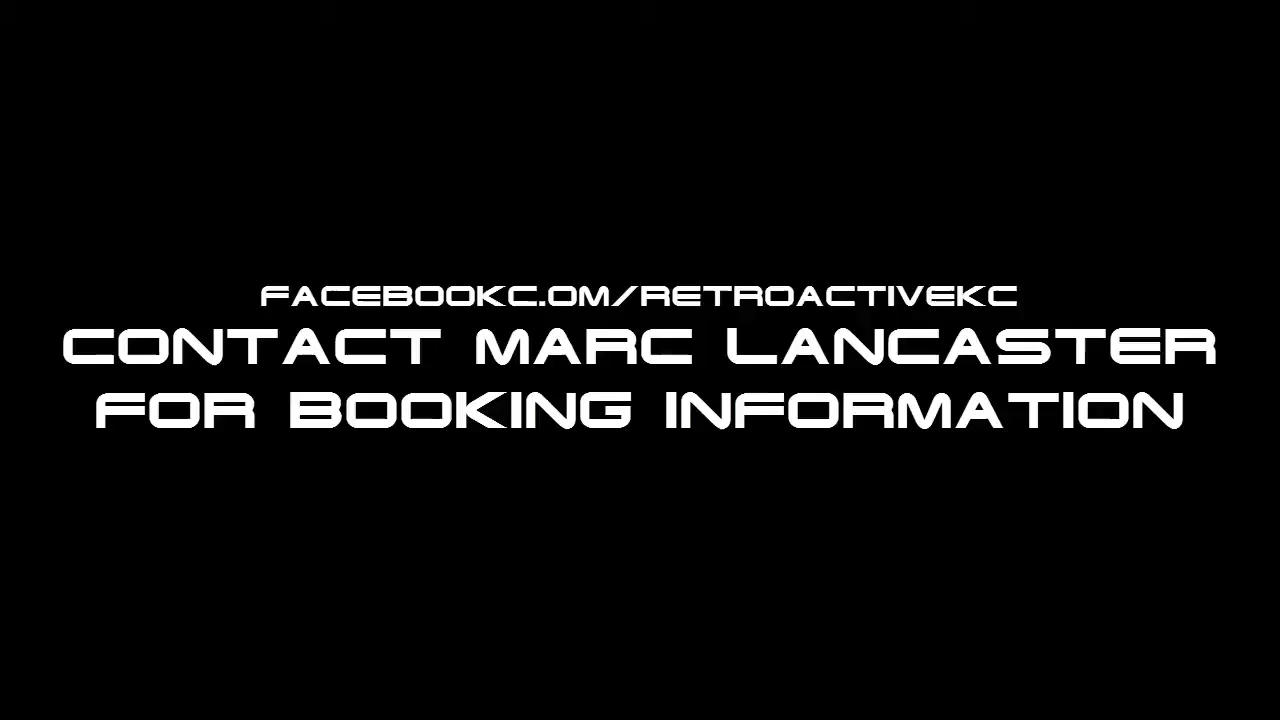 FACEBOOKC.OM/RETROACTIVEKC
CONTACT MARC LANCASTER
FOR BOOKING INFORMATION